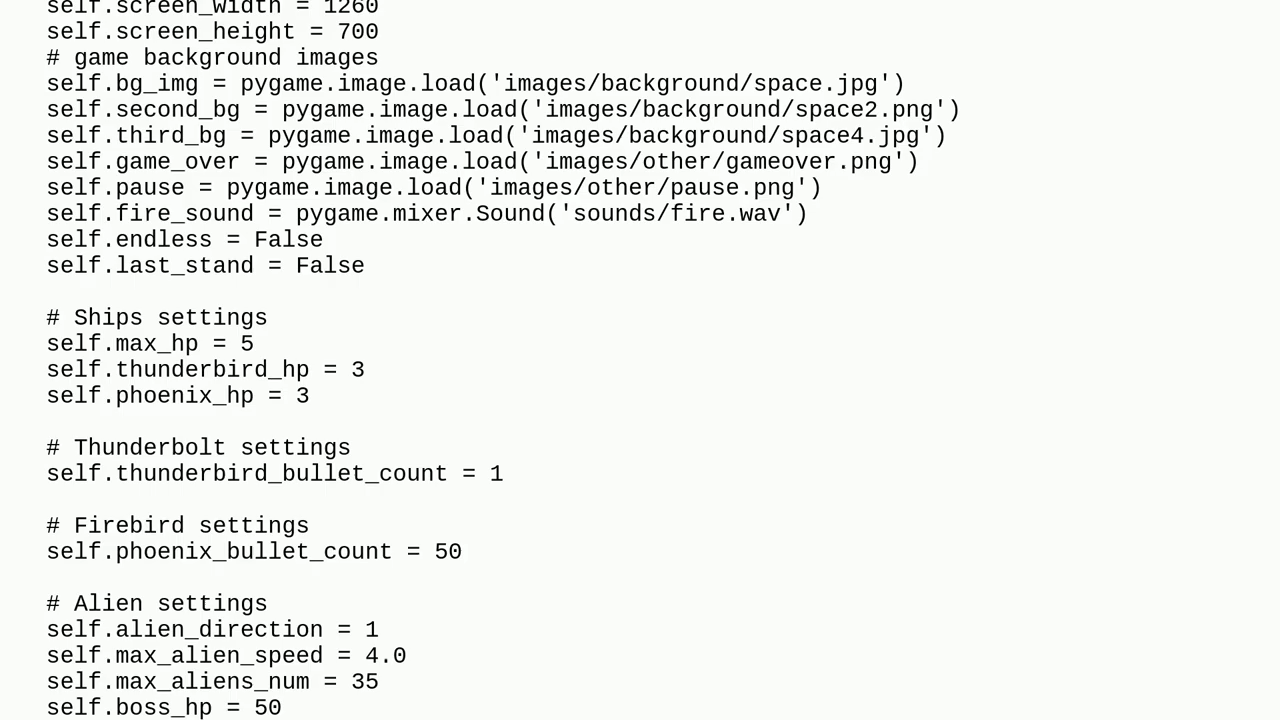 self.screen_width = 1260
self.screen_height = 700
# game background images
self.bg_img = pygame.image.load('images/background/space.jpg')
self.second_bg = pygame.image.load('images/background/space2.png')
self.third_bg = pygame.image.load('images/background/space4.jpg')
self.game_over = pygame.image.load('images/other/gameover.png')
self.pause = pygame.image.load('images/other/pause.png')
self.fire_sound = pygame.mixer.Sound('sounds/fire.wav')
self.endless = False
self.last_stand = False
# Ships settings
self.max_hp = 5
self.thunderbird_hp = 3
self.phoenix_hp = 3
# Thunderbolt settings
self.thunderbird_bullet_count = 1
# Firebird settings
self.phoenix_bullet_count = 50
# Alien settings
self.alien_direction = 1
self.max_alien_speed = 4.0
self.max_aliens_num = 35
self.boss_hp = 50